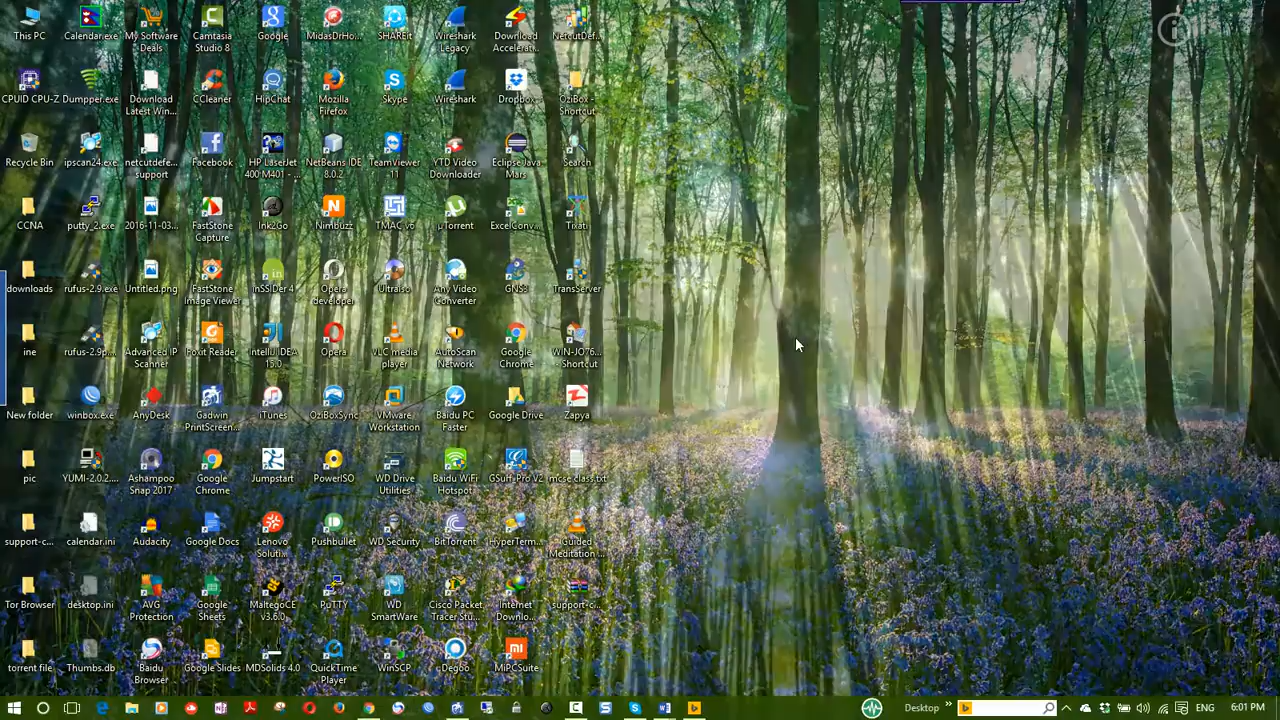 This PC
Calendar.exe
My Software
Deals
Camtasia
Studio 8
Google
MidasDrHo...
SHAREit
Wireshark
Legacy
Download
Accelerat...
NetcutDef...
CPUID CPU-Z
Dumpper.exe
Download
Latest Win...
CCleaner
HipChat
Mozilla
Firefox
Skype
Wireshark
Dropbox
OziBox -
Shortcut
Recycle Bin
ipscan24.exe
netcutdefe...
support
Facebook
HP LaserJet
400 M401 - ...
NetBeans IDE
8.0.2
TeamViewer
11
YTD Video
Downloader
Eclipse Java
Mars
Search
CCNA
putty_2.exe
2016-11-03...
FastStone
Capture
Ink2Go
Nimbuzz
TMAC v6
µTorrent
ExcelConv...
Tixati
downloads
rufus-2.9.exe
Untitled.png
FastStone
Image Viewer
inSSIDer 4
Opera
developer
UltraIso
Any Video
Converter
GNS3
TransServer
ine
rufus-2.9p...
Advanced IP
Scanner
Foxit Reader
IntelliJ IDEA
15.0
Opera
VLC media
player
AutoScan
Network
Google
Chrome
WIN-JO76...
- Shortcut
New folder
winbox.exe
AnyDesk
Gadwin
PrintScreen...
iTunes
OziBoxSync
VMware
Workstation
Baidu PC
Faster
Google Drive
Zapya
pic
YUMI-2.0.2....
Ashampoo
Snap 2017
Google
Chrome
Jumpstart
PowerISO
WD Drive
Utilities
Baidu WiFi
Hotspot
GSuff_Pro V2
mcse class.txt
support-c...
calendar.ini
Audacity
Google Docs
Lenovo
Soluti...
Pushbullet
WD Security
BitTorrent
HyperTerm...
Guided
Meditation ...
Tor Browser
desktop.ini
AVG
Protection
Google
Sheets
MaltegoCE
v3.6.0
PuTTY
WD
SmartWare
Cisco Packet
Tracer Stu...
Internet
Downlo...
support-c...
torrent file
Thumbs.db
Baidu
Browser
Google Slides
MDSolids 4.0
QuickTime
Player
WinSCP
Degoo
MiPCSuite
Desktop
ENG
6:01 PM